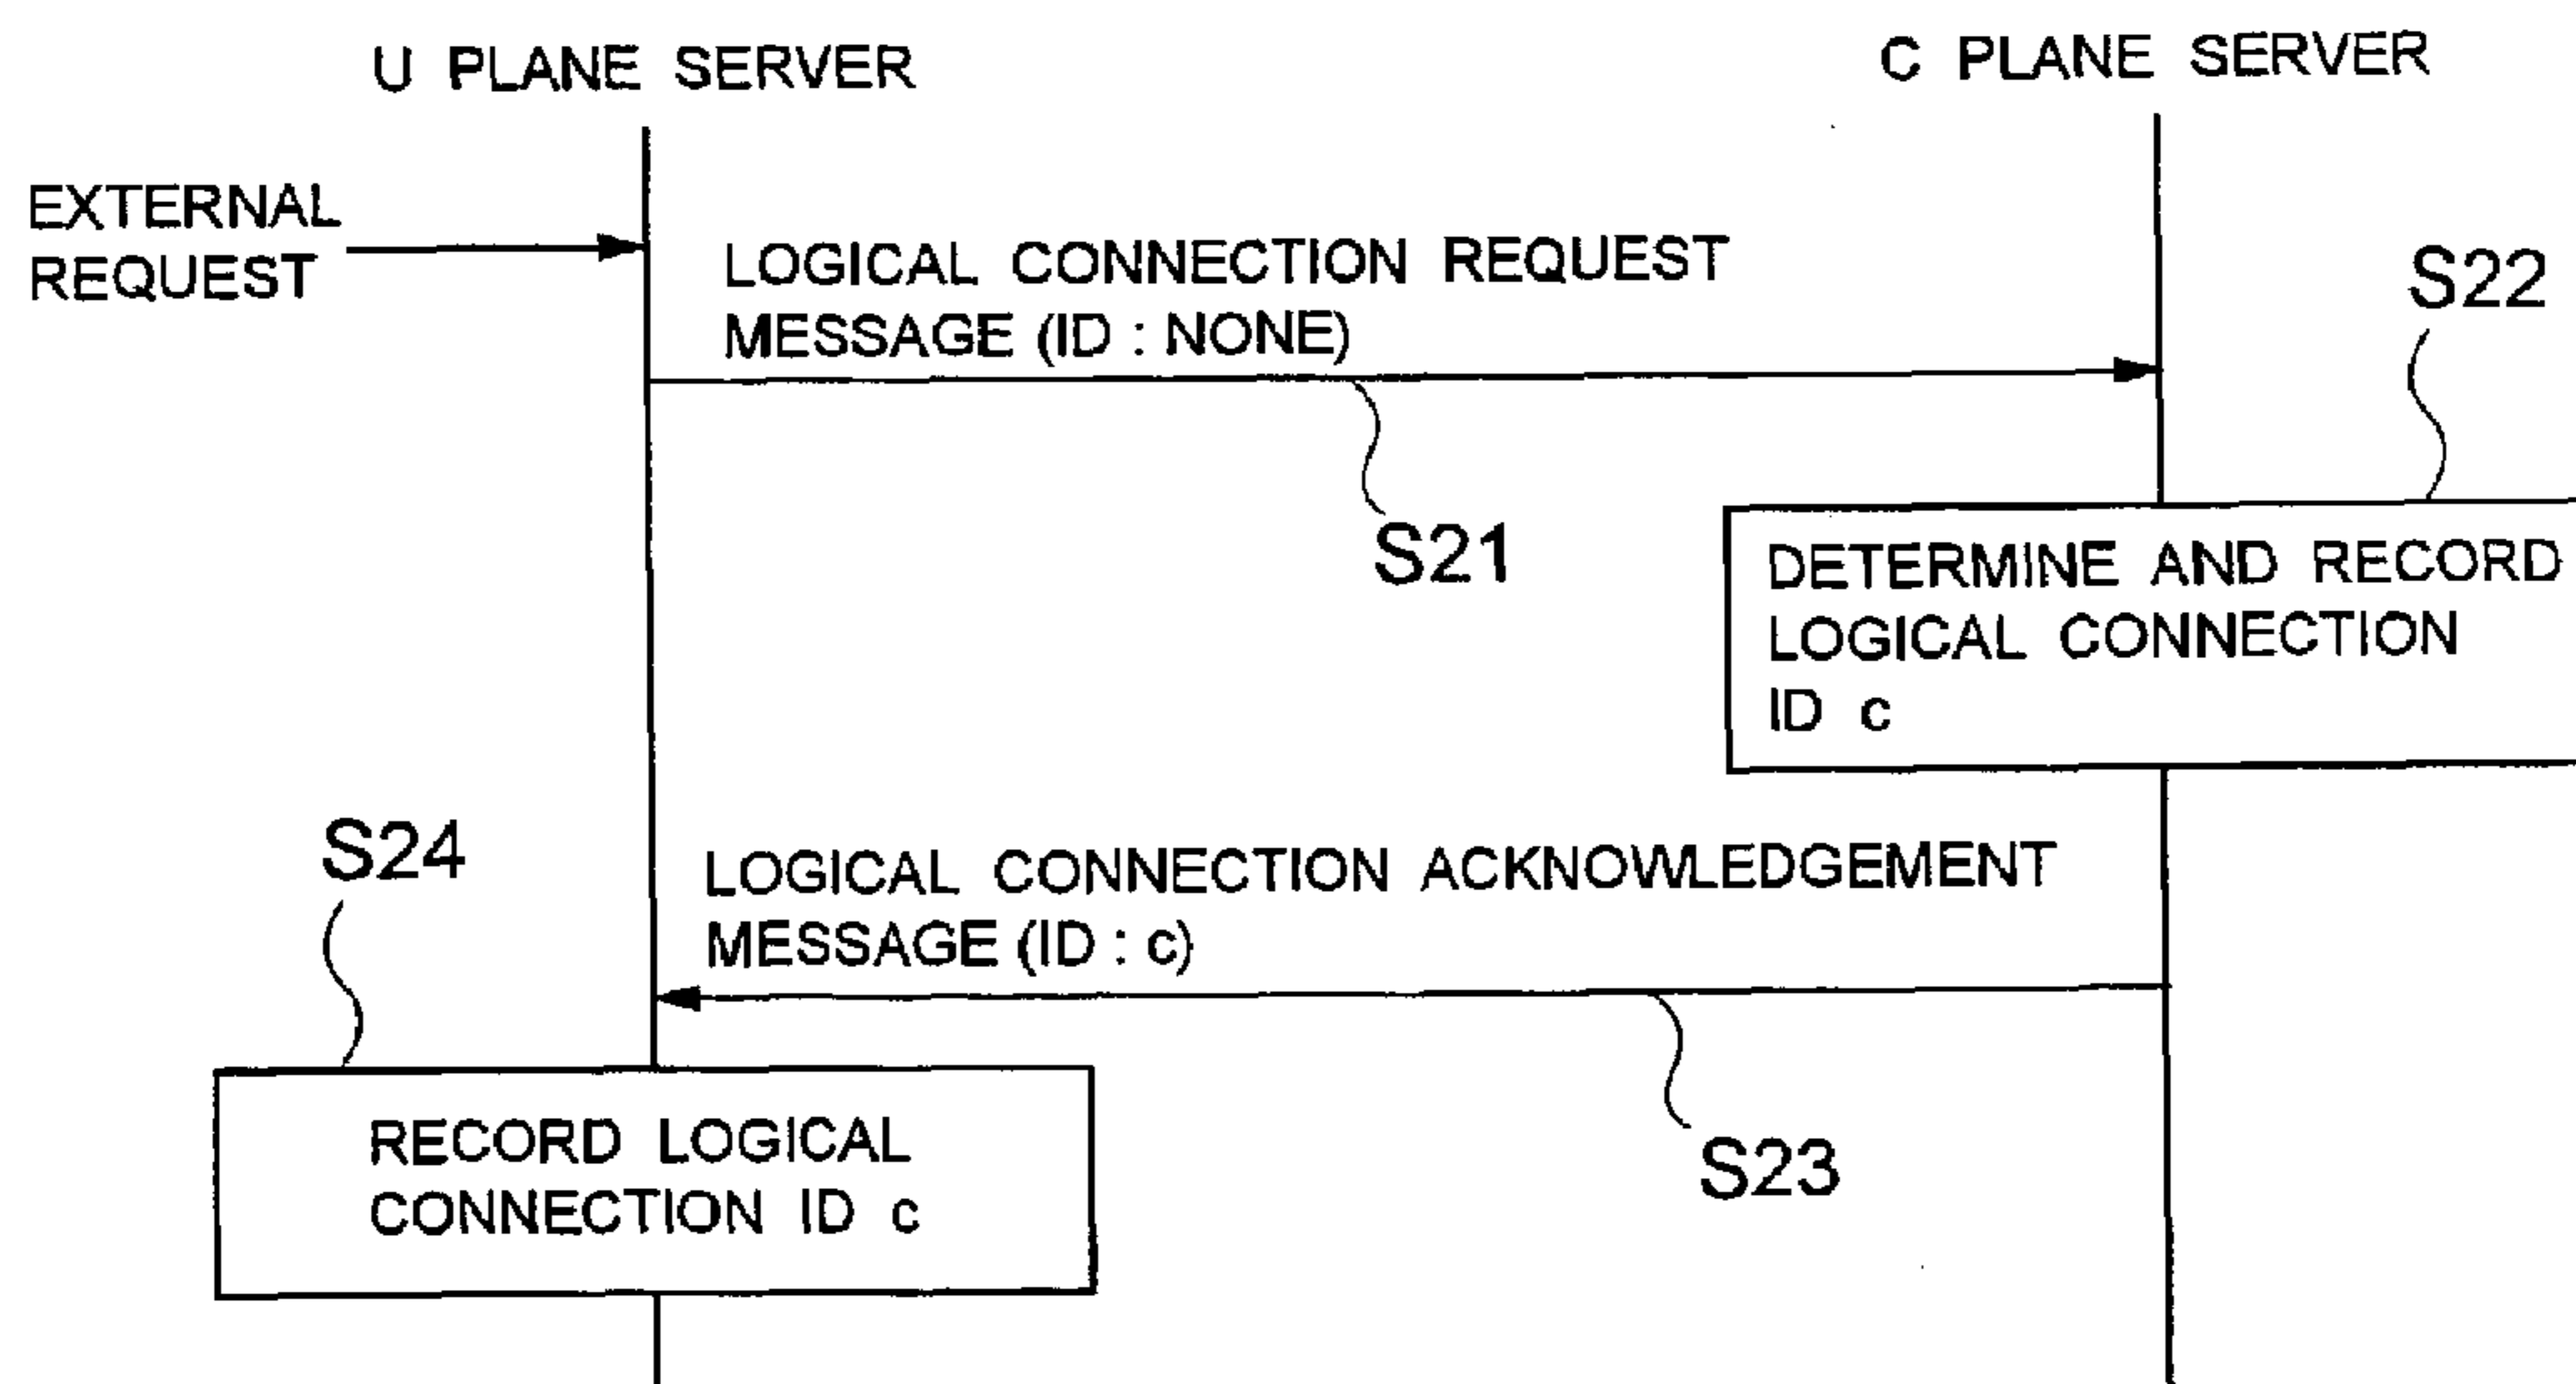 U PLANE SERVER
C PLANE SERVER
EXTERNAL
REQUEST
LOGICAL CONNECTION REQUEST
MESSAGE (ID : NONE)
S22
S21
DETERMINE AND RECORD
LOGICAL CONNECTION
ID c
S24
LOGICAL CONNECTION ACKNOWLEDGEMENT
MESSAGE (ID : c)
RECORD LOGICAL
CONNECTION ID c
S23